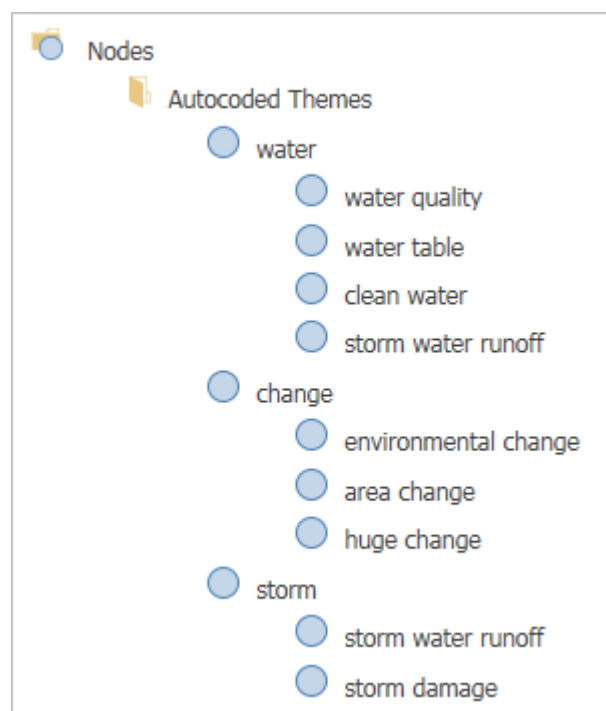 Nodes
Autocoded Themes
water
water quality
water table
clean water
storm water runoff
change
environmental change
area change
huge change
storm
storm water runoff
storm damage